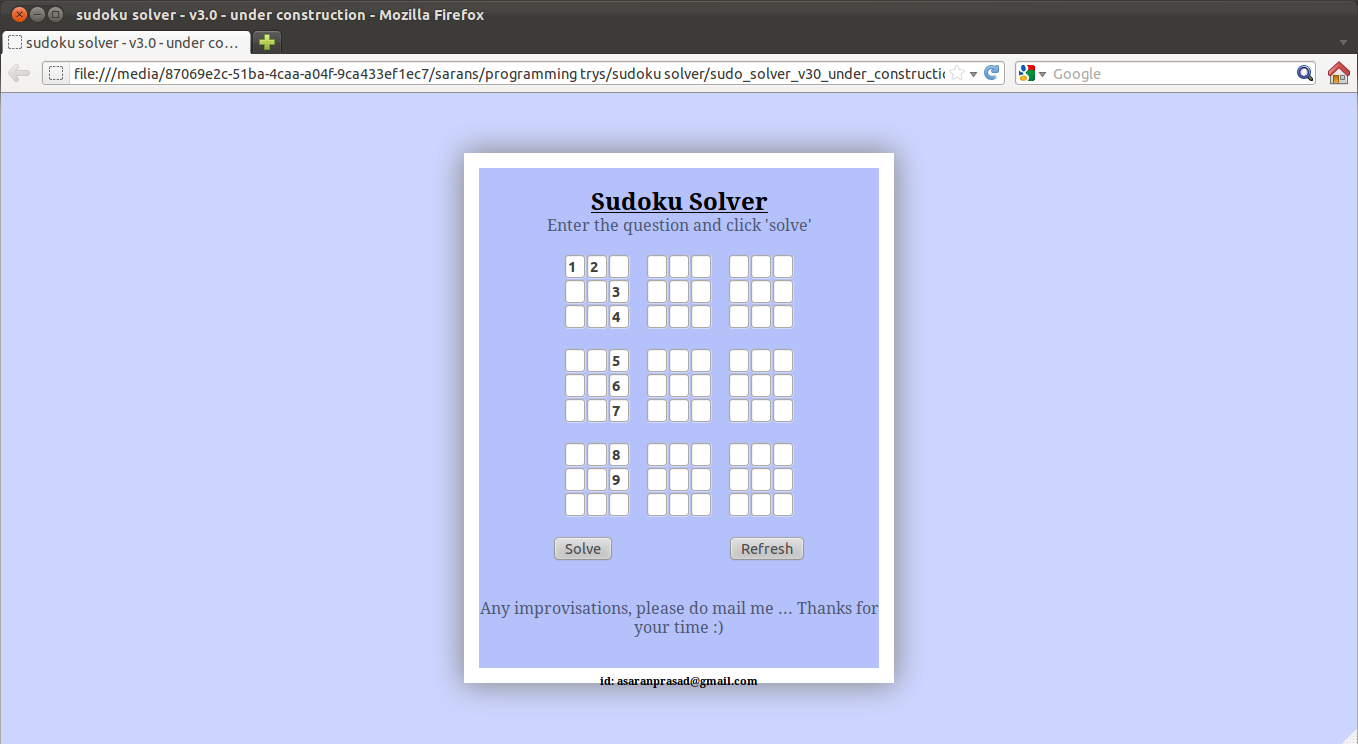 sudoku solver - v3.0 - under construction - Mozilla Firefox
sudoku solver - v3.0 - under co...
file:///media/87069e2c-51ba-4caa-a04f-9ca433ef1ec7/sarans/programming trys/sudoku solver/sudo_solver_v30_under_constructi
Google
Sudoku Solver
Enter the question and click 'solve'
1 2
3
4
5
6
7
8
9
Solve Refresh
Any improvisations, please do mail me ... Thanks for
your time :)
id: asaranprasad@gmail.com